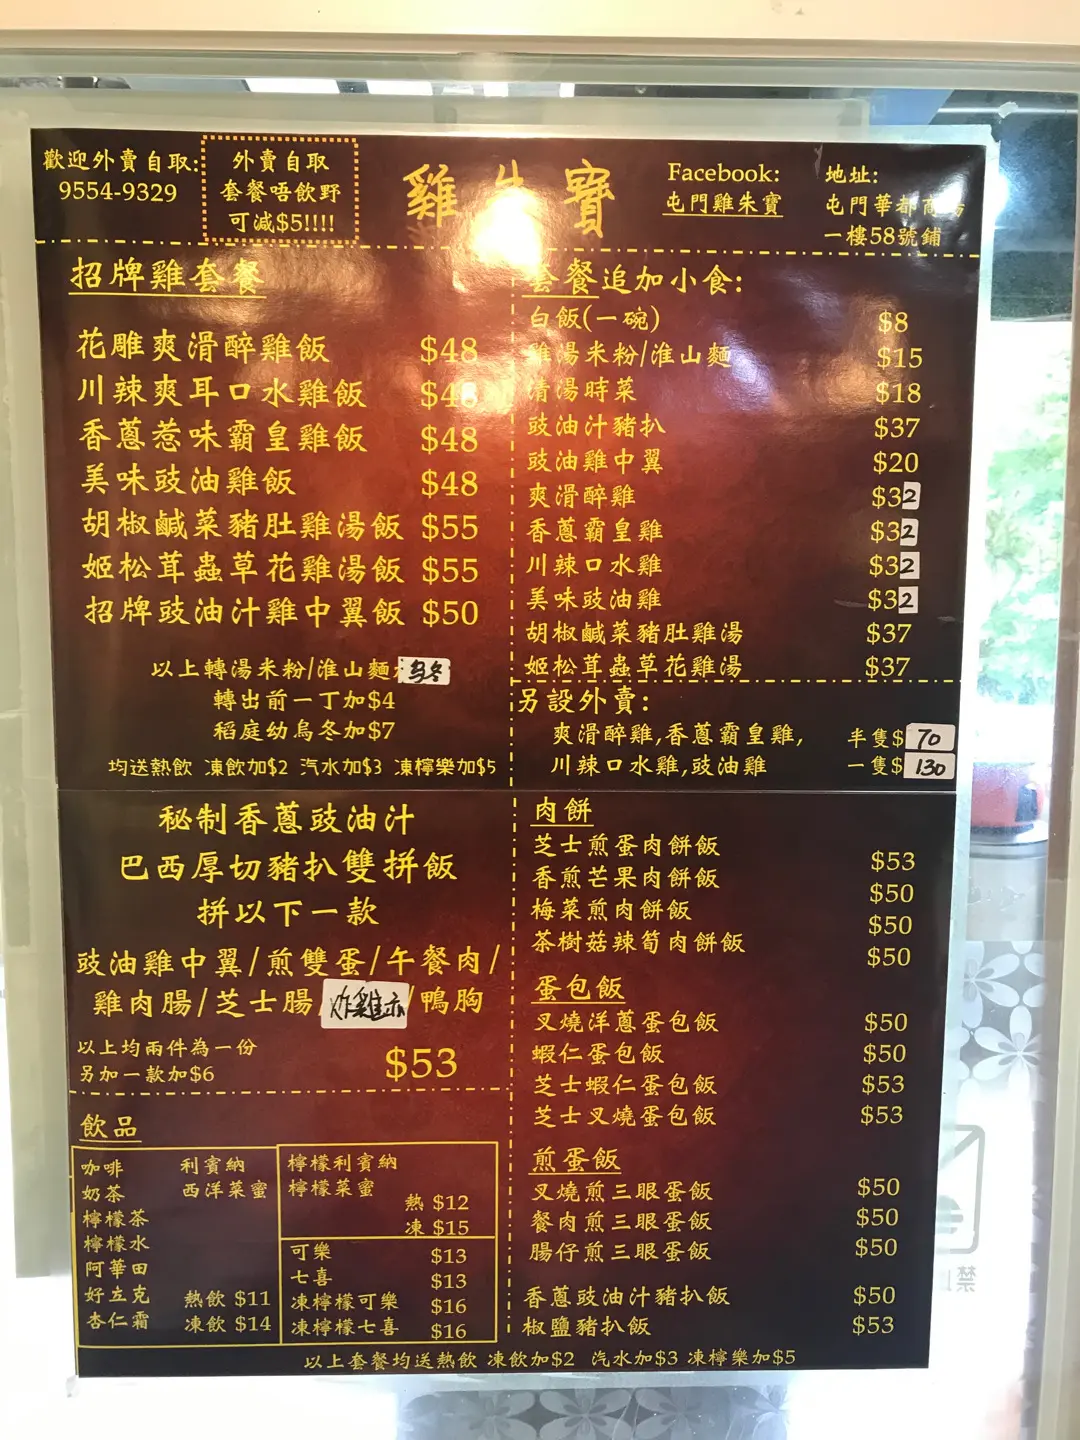 歡迎外賣自取:
9554-9329
外賣自取
套餐唔飲野
可減$5!!!!
雞朱寶
Facebook:
屯門雞朱寶
地址:
屯門華都商場
一樓58號鋪
招牌雞套餐
花雕爽滑醉雞飯 $48
川辣爽耳口水雞飯 $48
香蔥惹味霸皇雞飯 $48
美味豉油雞飯 $48
胡椒鹹菜豬肚雞湯飯 $55
姬松茸蟲草花雞湯飯 $55
招牌豉油汁雞中翼飯 $50
以上轉湯米粉/淮山麵 烏冬
轉出前一丁加$4
稻庭幼烏冬加$7
均送熱飲 凍飲加$2 汽水加$3 凍檸樂加$5
套餐追加小食:
白飯(一碗) $8
雞湯米粉/淮山麵 $15
清湯時菜 $18
豉油汁豬扒 $37
豉油雞中翼 $20
爽滑醉雞 $32
香蔥霸皇雞 $32
川辣口水雞 $32
美味豉油雞 $32
胡椒鹹菜豬肚雞湯 $37
姬松茸蟲草花雞湯 $37
另設外賣:
爽滑醉雞,香蔥霸皇雞, 半隻$70
川辣口水雞,豉油雞 一隻$130
秘制香蔥豉油汁
巴西厚切豬扒雙拼飯
拼以下一款
豉油雞中翼/煎雙蛋/午餐肉/
雞肉腸/芝士腸/炸雞亦/鴨胸
以上均兩件為一份
另加一款加$6
$53
肉餅
芝士煎蛋肉餅飯 $53
香煎芒果肉餅飯 $50
梅菜煎肉餅飯 $50
茶樹菇辣筍肉餅飯 $50
蛋包飯
叉燒洋蔥蛋包飯 $50
蝦仁蛋包飯 $50
芝士蝦仁蛋包飯 $53
芝士叉燒蛋包飯 $53
煎蛋飯
叉燒煎三眼蛋飯 $50
餐肉煎三眼蛋飯 $50
腸仔煎三眼蛋飯 $50
香蔥豉油汁豬扒飯 $50
椒鹽豬扒飯 $53
飲品
咖啡 利賓納
奶茶 西洋菜蜜
檸檬茶
檸檬水
阿華田
好立克 熱飲 $11
杏仁霜 凍飲 $14
檸檬利賓納
檸檬菜蜜
熱 $12
凍 $15
可樂 $13
七喜 $13
凍檸檬可樂 $16
凍檸檬七喜 $16
以上套餐均送熱飲 凍飲加$2 汽水加$3 凍檸樂加$5